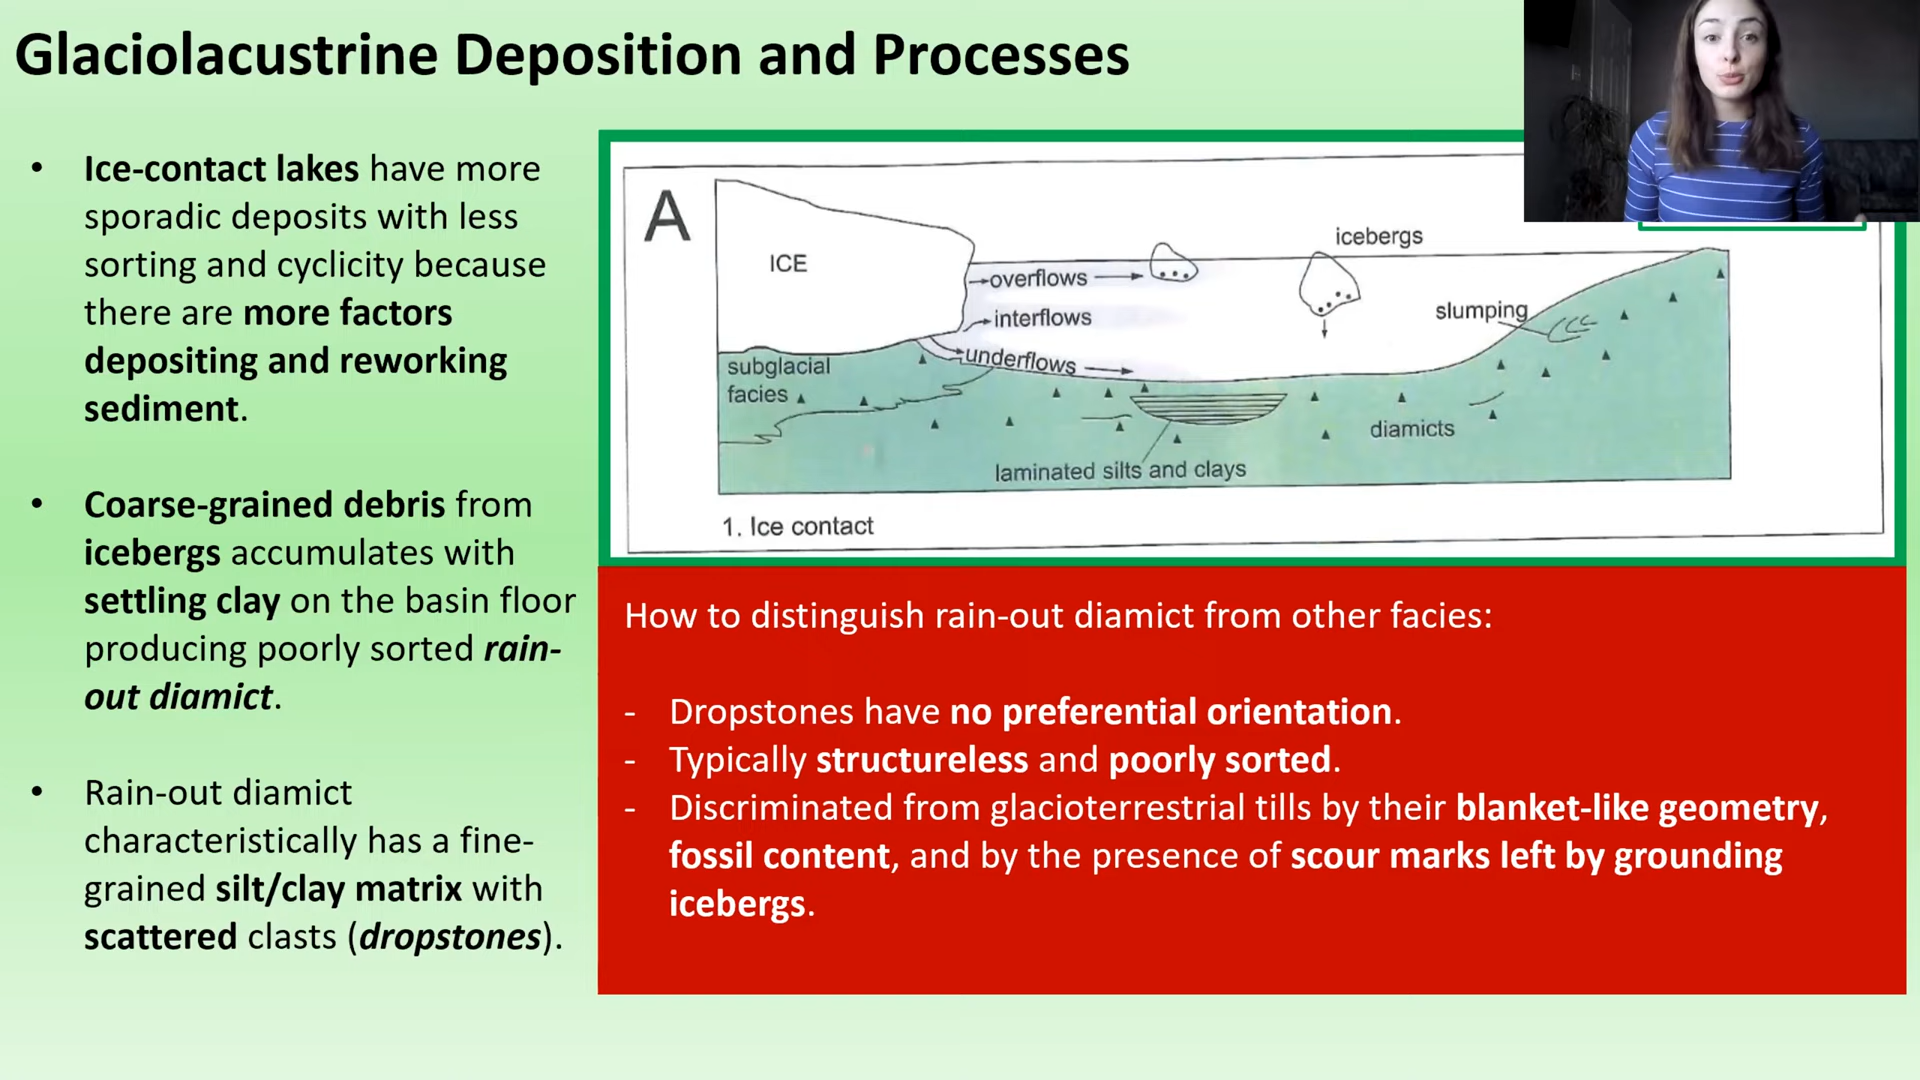 Glaciolacustrine Deposition and Processes
• Ice-contact lakes have more
sporadic deposits with less
sorting and cyclicity because
there are more factors
depositing and reworking
sediment.
• Coarse-grained debris from
icebergs accumulates with
settling clay on the basin floor
producing poorly sorted rain-
out diamict.
• Rain-out diamict
characteristically has a fine-
grained silt/clay matrix with
scattered clasts (dropstones).
A
ICE
icebergs
overflows
interflows
underflows
slumping
subglacial
facies
diamicts
laminated silts and clays
1. Ice contact
How to distinguish rain-out diamict from other facies:
- Dropstones have no preferential orientation.
- Typically structureless and poorly sorted.
- Discriminated from glacioterrestrial tills by their blanket-like geometry,
fossil content, and by the presence of scour marks left by grounding
icebergs.